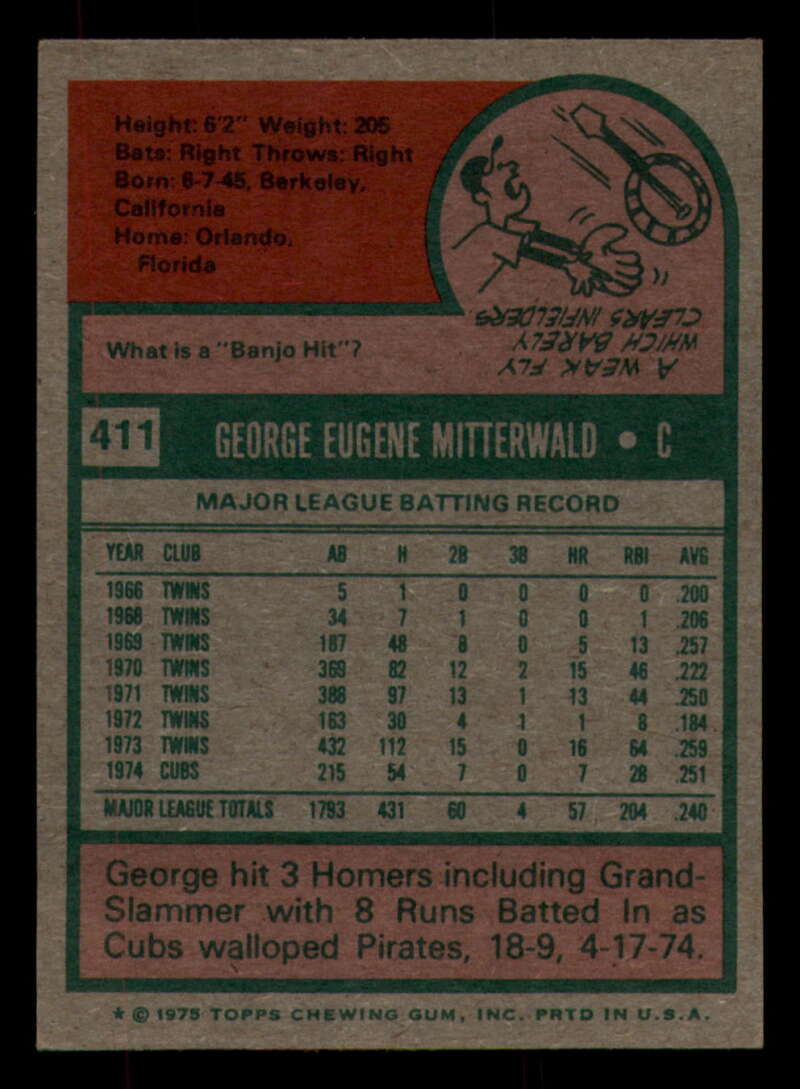 Height: 6'2" Weight: 205
Bats: Right Throws: Right
Born: 6-7-45, Berkeley,
California
Home: Orlando,
Florida
What is a "Banjo Hit"?
A WEAK FLY
WHICH BARELY
CLEARS INFIELDERS
411 GEORGE EUGENE MITTERWALD • C
MAJOR LEAGUE BATTING RECORD
YEAR CLUB AB H 2B 3B HR RBI AVG
1966 TWINS 5 1 0 0 0 0 .200
1968 TWINS 34 7 1 0 0 1 .206
1969 TWINS 187 48 8 0 5 13 .257
1970 TWINS 369 82 12 2 15 46 .222
1971 TWINS 388 97 13 1 13 44 .250
1972 TWINS 163 30 4 1 1 8 .184
1973 TWINS 432 112 15 0 16 64 .259
1974 CUBS 215 54 7 0 7 28 .251
MAJOR LEAGUE TOTALS 1793 431 60 4 57 204 .240
George hit 3 Homers including Grand-
Slammer with 8 Runs Batted In as
Cubs walloped Pirates, 18-9, 4-17-74.
* © 1975 TOPPS CHEWING GUM, INC. PRTD IN U.S.A.